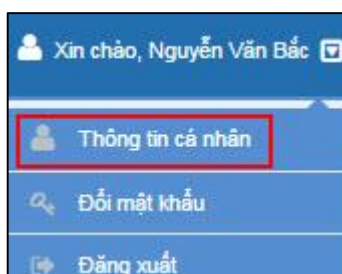 Xin chào, Nguyễn Văn Bắc
Thông tin cá nhân
Đổi mật khẩu
Đăng xuất